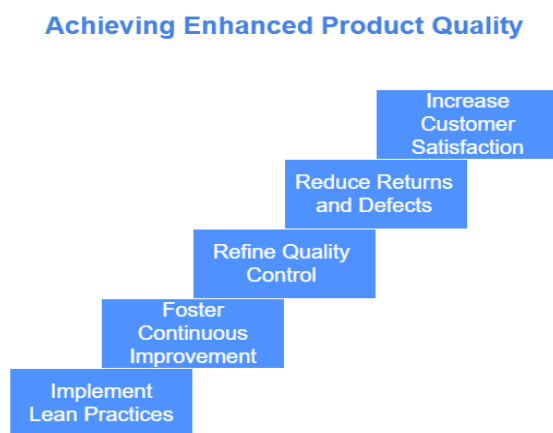 Achieving Enhanced Product Quality
Increase
Customer
Satisfaction
Reduce Returns
and Defects
Refine Quality
Control
Foster
Continuous
Improvement
Implement
Lean Practices